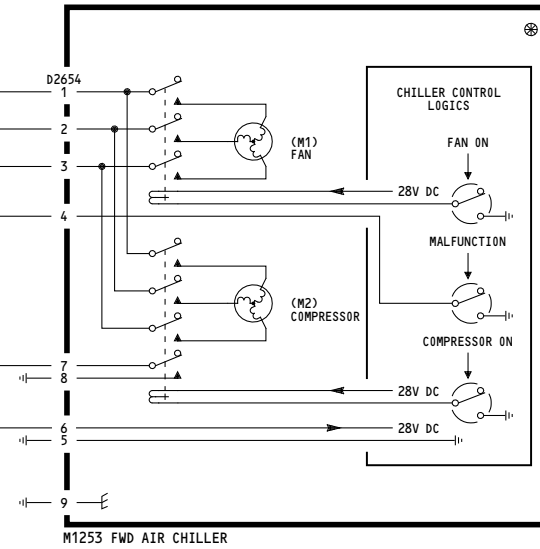 D2654
1
2
3
4
(M1)
FAN
CHILLER CONTROL
LOGICS
FAN ON
28V DC
MALFUNCTION
(M2)
COMPRESSOR
COMPRESSOR ON
7
8
28V DC
6
28V DC
5
9
M1253 FWD AIR CHILLER